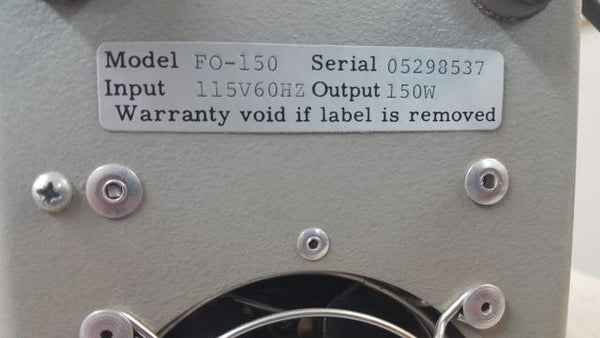 Model FO-150 Serial 05298537
Input 115V60HZ Output 150W
Warranty void if label is removed